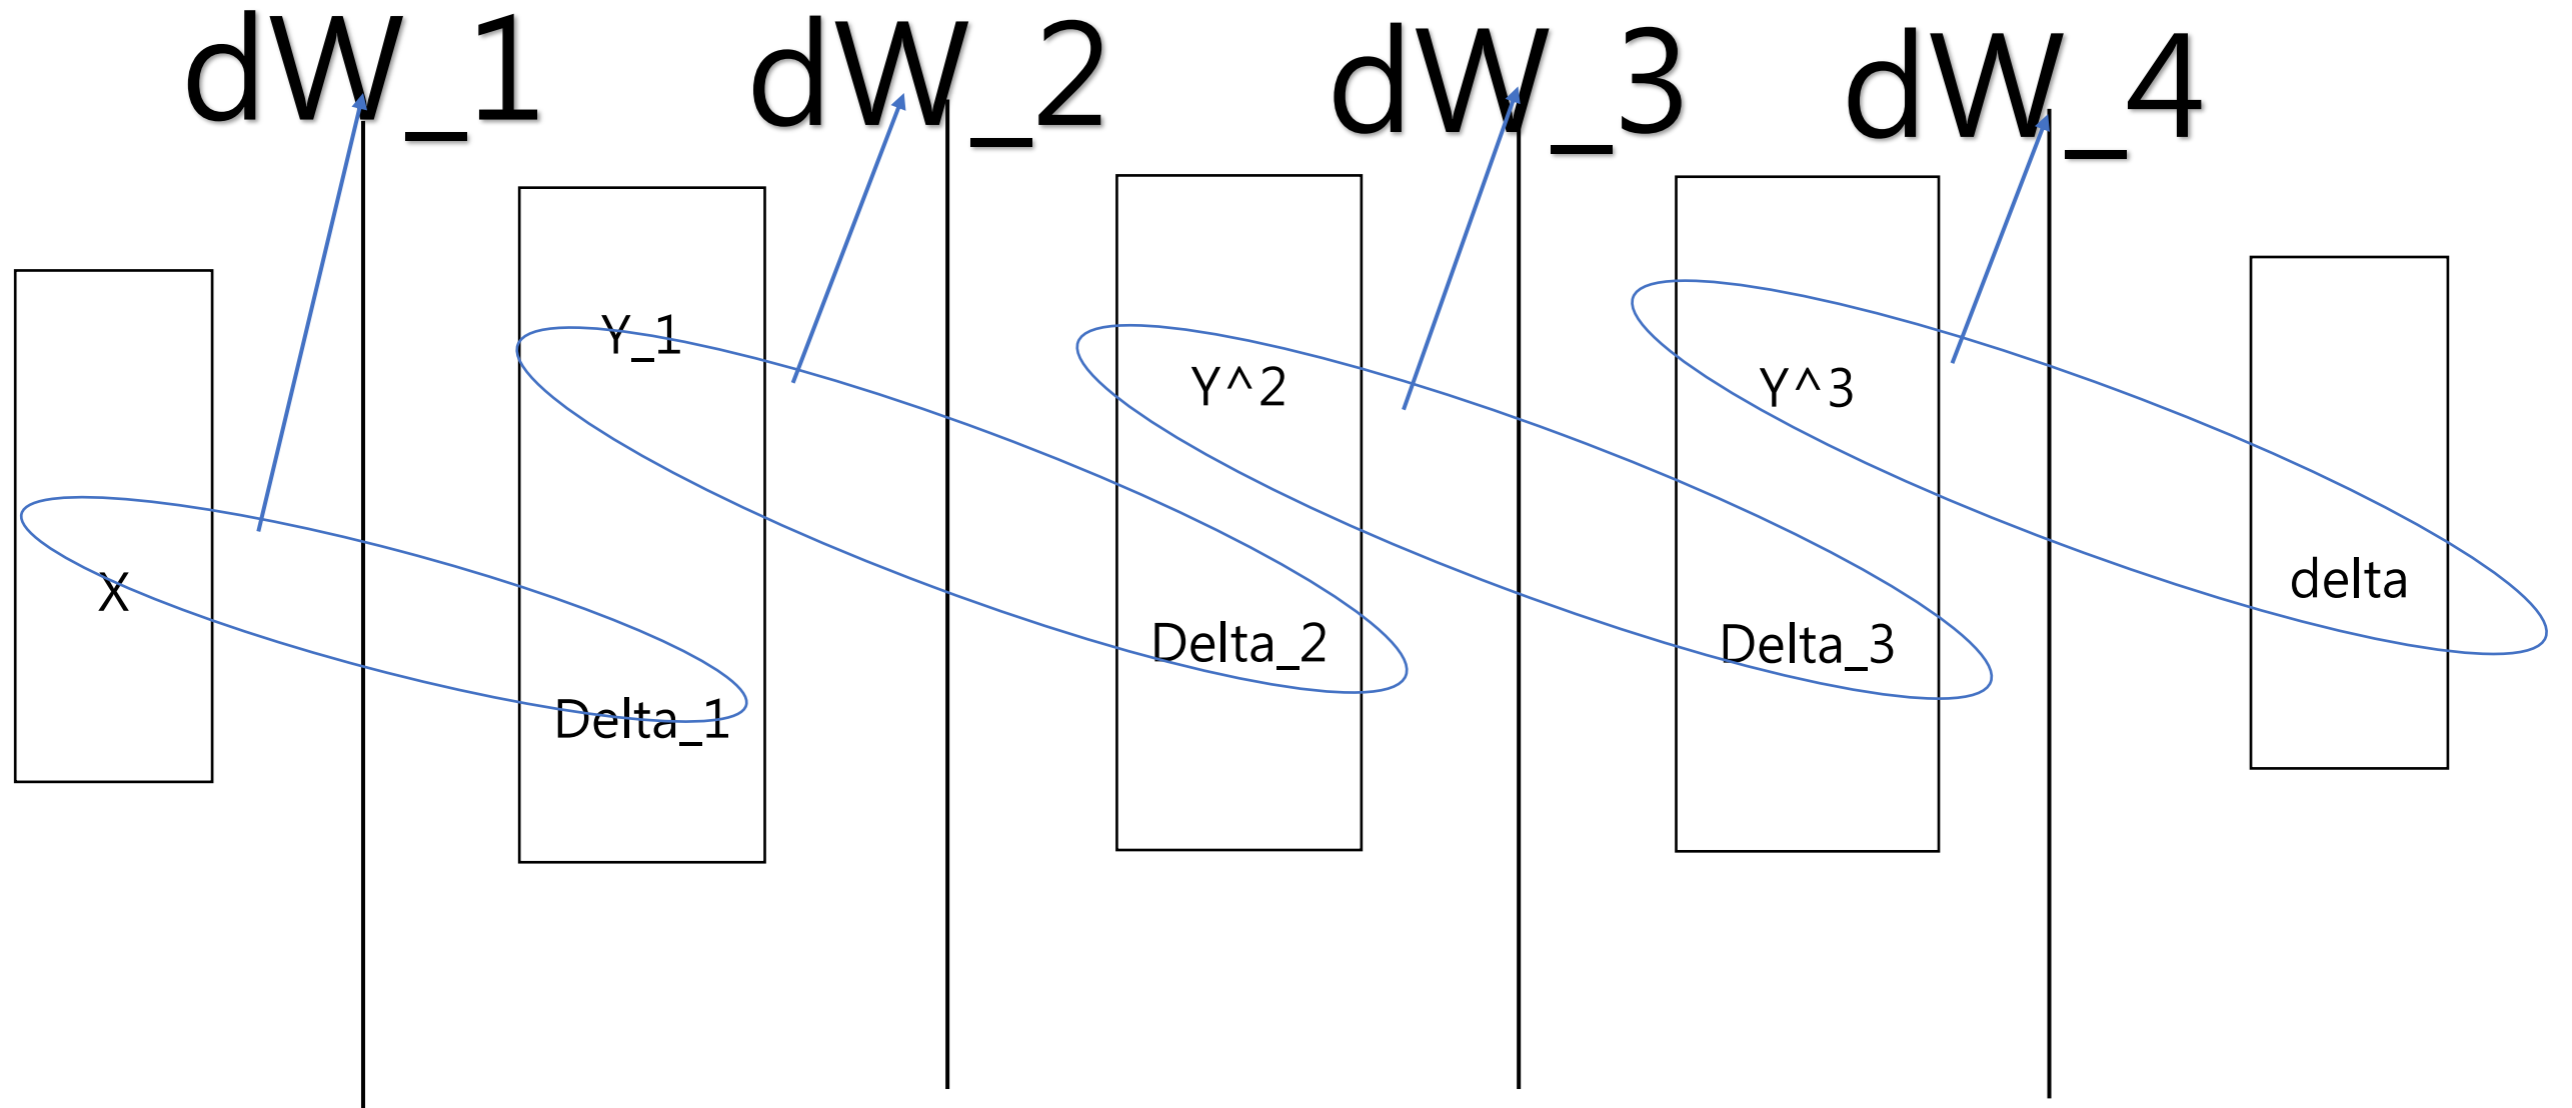 dW_1
dW_2
dW_3
dW_4
X
Y_1
Delta_1
Y^2
Delta_2
Y^3
Delta_3
delta